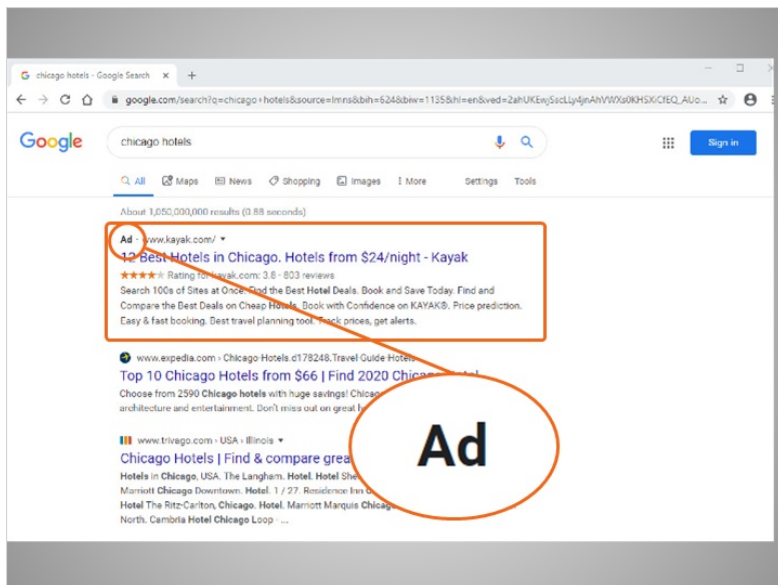 chicago hotels - Google Search
google.com/search?q=chicago+hotels&source=lmns&bih=624&biw=1135&hl=en&ved=
Google
chicago hotels
Sign in
All Maps News Shopping Images More Settings Tools
About 1,050,000,000 results (0.88 seconds)
Ad · www.kayak.com/
12 Best Hotels in Chicago. Hotels from $24/night - Kayak
Rating for kayak.com: 3.8 - 803 reviews
Search 100s of Sites at Once. Find the Best Hotel Deals. Book and Save Today. Find and
Compare the Best Deals on Cheap Hotels. Book with Confidence on KAYAK®. Price prediction.
Easy & fast booking. Best travel planning tool. Track prices, get alerts.
www.expedia.com › Chicago-Hotels.d178248.Travel-Guide-Hotels
Top 10 Chicago Hotels from $66 | Find 2020 Chicago Hotel
Choose from 2590 Chicago hotels with huge savings!
architecture and entertainment. Don't miss out on great
www.trivago.com › USA › Illinois
Chicago Hotels | Find & compare
Hotels in Chicago, USA. The Langham. Hotel. Hotel
Marriott Chicago Downtown. Hotel. 1 / 27. Residence Inn
Hotel The Ritz-Carlton, Chicago. Hotel. Marriott Marquis
North. Cambria Hotel Chicago Loop - ...
Ad